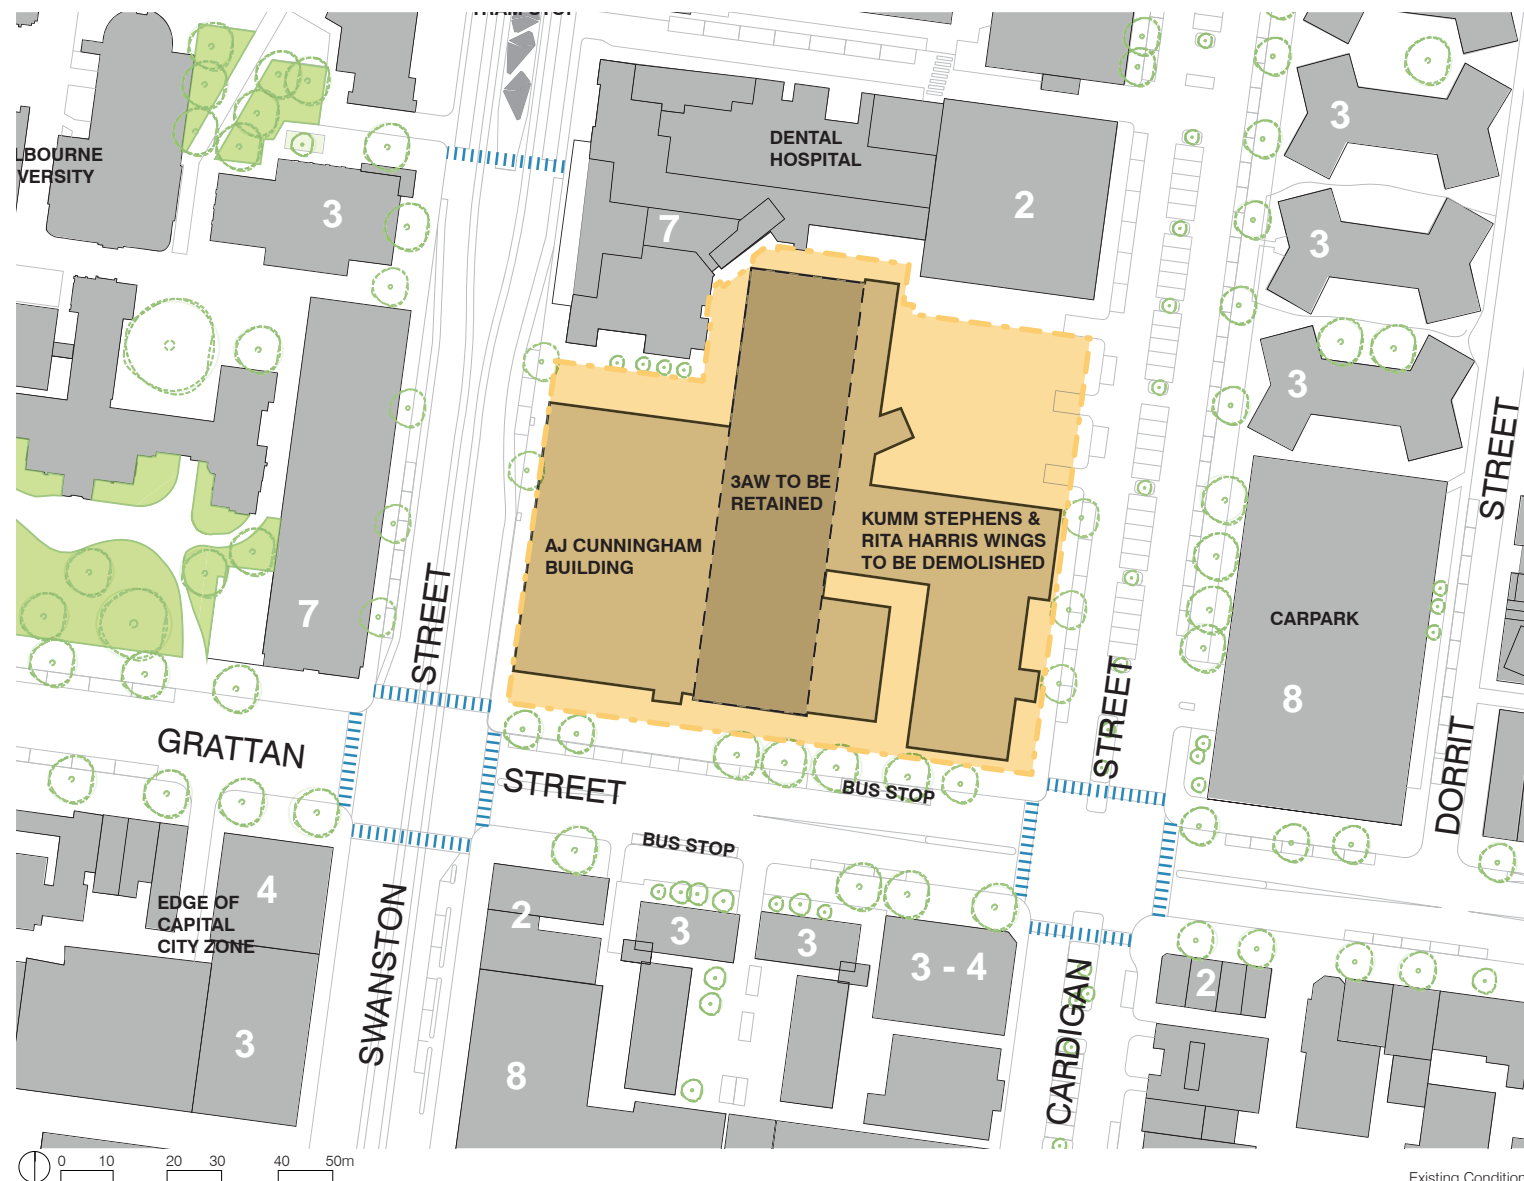 TRAM STOP
LBOURNE
VERSITY
DENTAL
HOSPITAL
3
7
2
3
3
3
3AW TO BE
RETAINED
AJ CUNNINGHAM
BUILDING
KUMM STEPHENS &
RITA HARRIS WINGS
TO BE DEMOLISHED
7
CARPARK
8
STREET
STREET
STREET
GRATTAN
STREET
BUS STOP
BUS STOP
DORRIT
4
EDGE OF
CAPITAL
CITY ZONE
3
SWANSTON
2
3
3
3 - 4
8
CARDIGAN
2
0 10 20 30 40 50m
Existing Condition